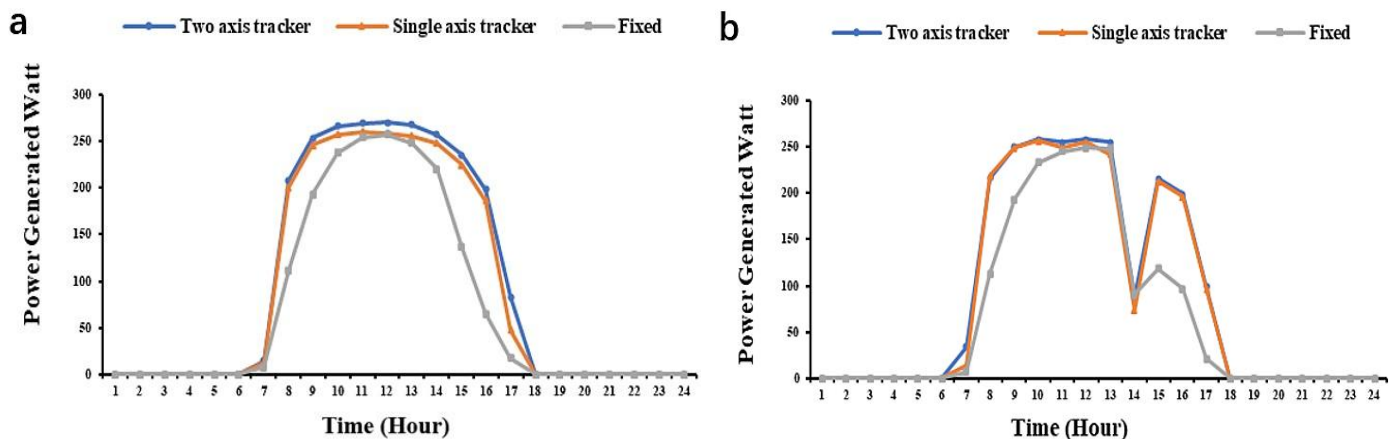 a
Two axis tracker Single axis tracker Fixed
Power Generated Watt
300
250
200
150
100
50
0
1 2 3 4 5 6 7 8 9 10 11 12 13 14 15 16 17 18 19 20 21 22 23 24
Time (Hour)
b
Two axis tracker Single axis tracker Fixed
Power Generated Watt
300
250
200
150
100
50
0
1 2 3 4 5 6 7 8 9 10 11 12 13 14 15 16 17 18 19 20 21 22 23 24
Time (Hour)